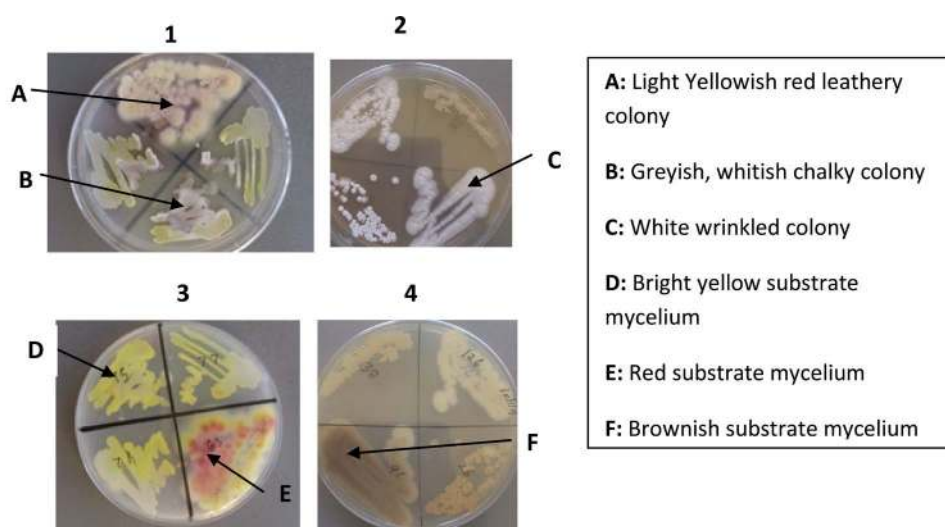 1
2
A
B
C
A: Light Yellowish red leathery
colony
B: Greyish, whitish chalky colony
C: White wrinkled colony
D: Bright yellow substrate
mycelium
E: Red substrate mycelium
F: Brownish substrate mycelium
3
4
D
E
F